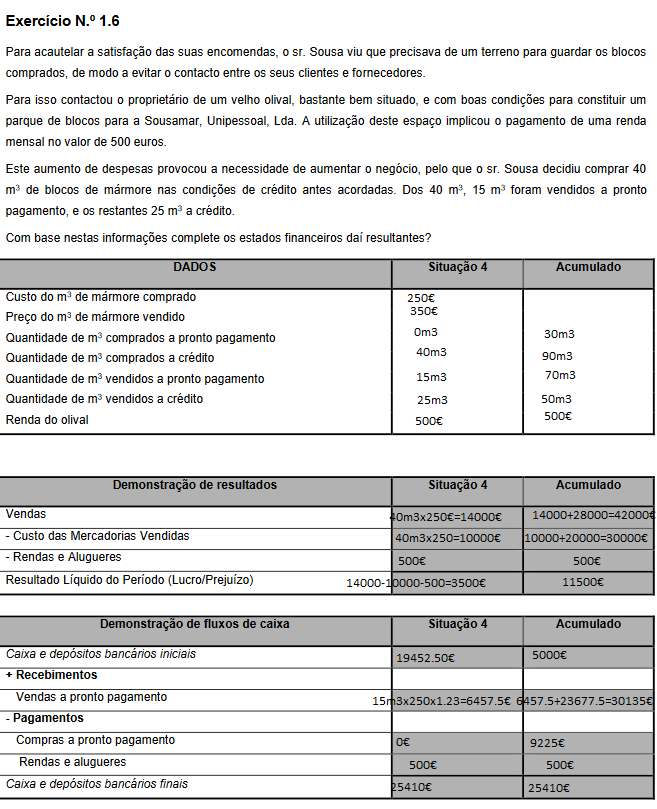 Exercício N.º 1.6
Para acautelar a satisfação das suas encomendas, o sr. Sousa viu que precisava de um terreno para guardar os blocos
comprados, de modo a evitar o contacto entre os seus clientes e fornecedores.
Para isso contactou o proprietário de um velho olival, bastante bem situado, e com boas condições para constituir um
parque de blocos para a Sousamar, Unipessoal, Lda. A utilização deste espaço implicou o pagamento de uma renda
mensal no valor de 500 euros.
Este aumento de despesas provocou a necessidade de aumentar o negócio, pelo que o sr. Sousa decidiu comprar 40
m³ de blocos de mármore nas condições de crédito antes acordadas. Dos 40 m³, 15 m³ foram vendidos a pronto
pagamento, e os restantes 25 m³ a crédito.
Com base nestas informações complete os estados financeiros daí resultantes?
DADOS Situação 4 Acumulado
Custo do m³ de mármore comprado 250€
Preço do m³ de mármore vendido 350€
Quantidade de m³ comprados a pronto pagamento 0m3 30m3
Quantidade de m³ comprados a crédito 40m3 90m3
Quantidade de m³ vendidos a pronto pagamento 15m3 70m3
Quantidade de m³ vendidos a crédito 25m3 50m3
Renda do olival 500€ 500€
Demonstração de resultados Situação 4 Acumulado
Vendas 40m3x250€=14000€ 14000+28000=42000€
- Custo das Mercadorias Vendidas 40m3x250=10000€ 10000+20000=30000€
- Rendas e Alugueres 500€ 500€
Resultado Líquido do Período (Lucro/Prejuízo) 14000-10000-500=3500€ 11500€
Demonstração de fluxos de caixa Situação 4 Acumulado
Caixa e depósitos bancários iniciais 19452.50€ 5000€
+ Recebimentos
Vendas a pronto pagamento 15m3x250x1.23=6457.5€ 6457.5+23677.5=30135€
- Pagamentos
Compras a pronto pagamento 0€ 9225€
Rendas e alugueres 500€ 500€
Caixa e depósitos bancários finais 25410€ 25410€